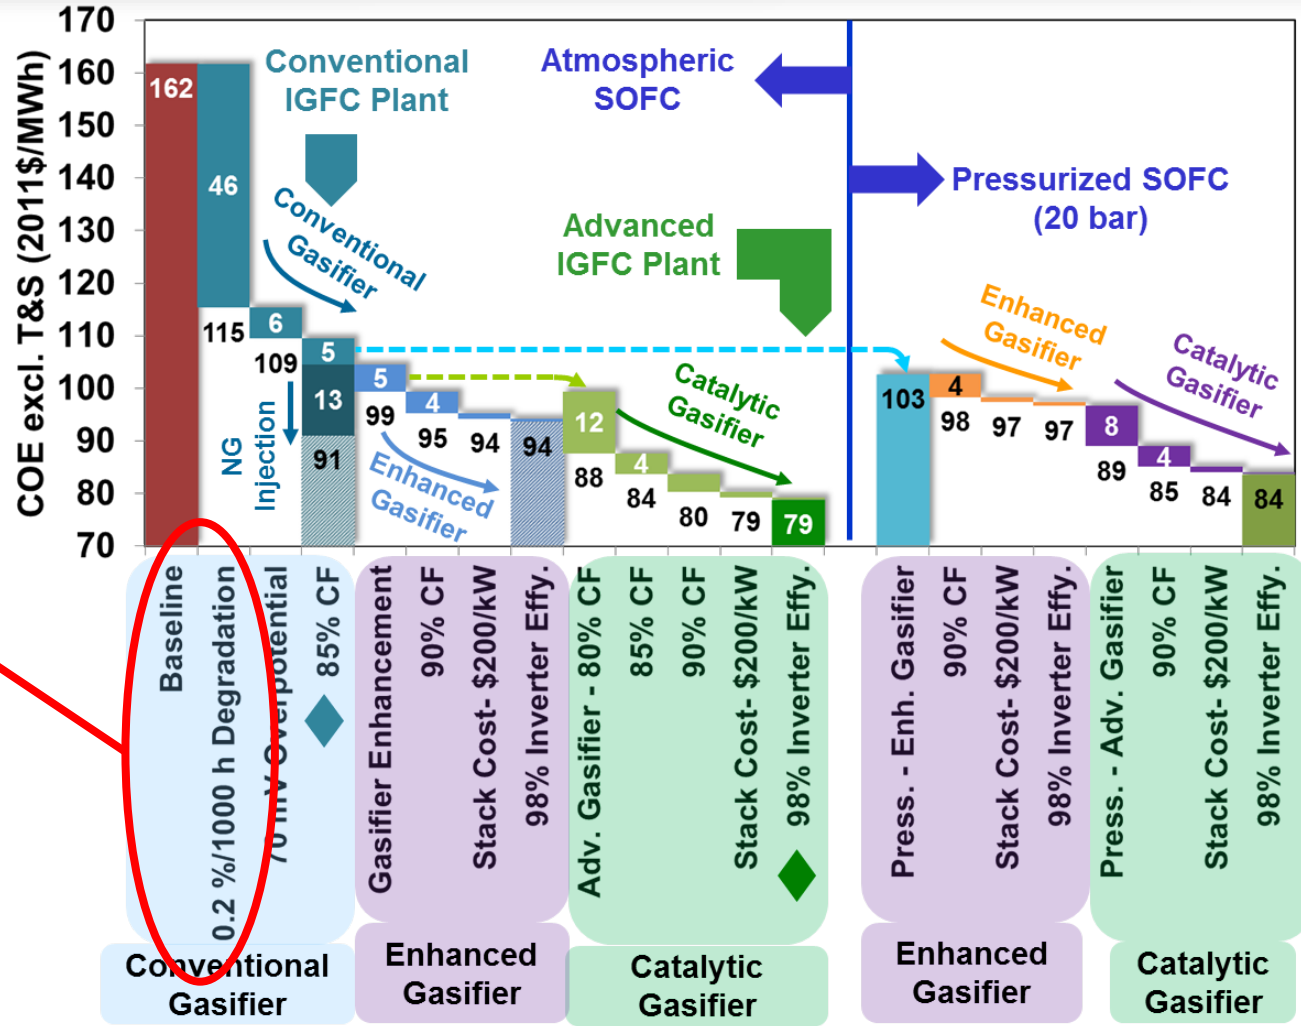 COE excl. T&S (2011$/MWh)
170
160
150
140
130
120
110
100
90
80
70
Conventional
IGFC Plant
Atmospheric
SOFC
Pressurized SOFC
(20 bar)
Advanced
IGFC Plant
Conventional
Gasifier
Enhanced
Gasifier
Catalytic
Gasifier
Enhanced
Gasifier
Catalytic
Gasifier
NG
Injection
162
46
115
6
109
5
13
91
5
99
4
95
94
94
12
88
4
84
80
79
79
103
4
98
97
97
8
89
4
85
84
84
Baseline
0.2 %/1000 h Degradation
70 mV Overpotential
85% CF
Gasifier Enhancement
90% CF
Stack Cost- $200/kW
98% Inverter Effy.
Adv. Gasifier - 80% CF
85% CF
90% CF
Stack Cost- $200/kW
98% Inverter Effy.
Press. - Enh. Gasifier
90% CF
Stack Cost- $200/kW
98% Inverter Effy.
Press. - Adv. Gasifier
90% CF
Stack Cost- $200/kW
98% Inverter Effy.
Conventional
Gasifier
Enhanced
Gasifier
Catalytic
Gasifier
Enhanced
Gasifier
Catalytic
Gasifier